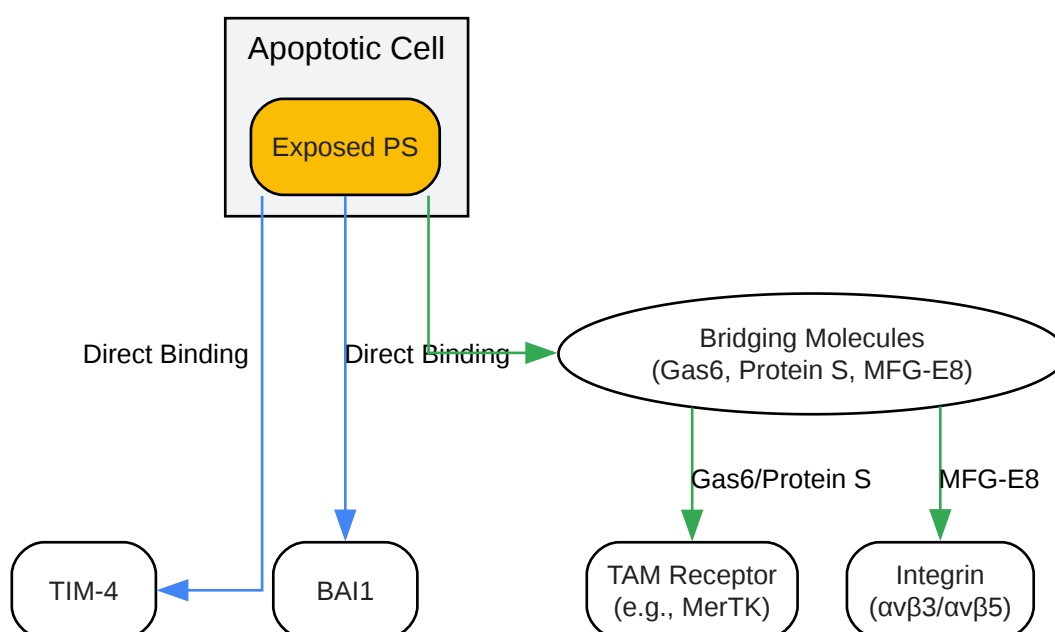 Apoptotic Cell
Exposed PS
Direct Binding
Direct Binding
Bridging Molecules
(Gas6, Protein S, MFG-E8)
Gas6/Protein S
MFG-E8
TIM-4
BAI1
TAM Receptor
(e.g., MerTK)
Integrin
(αvβ3/αvβ5)